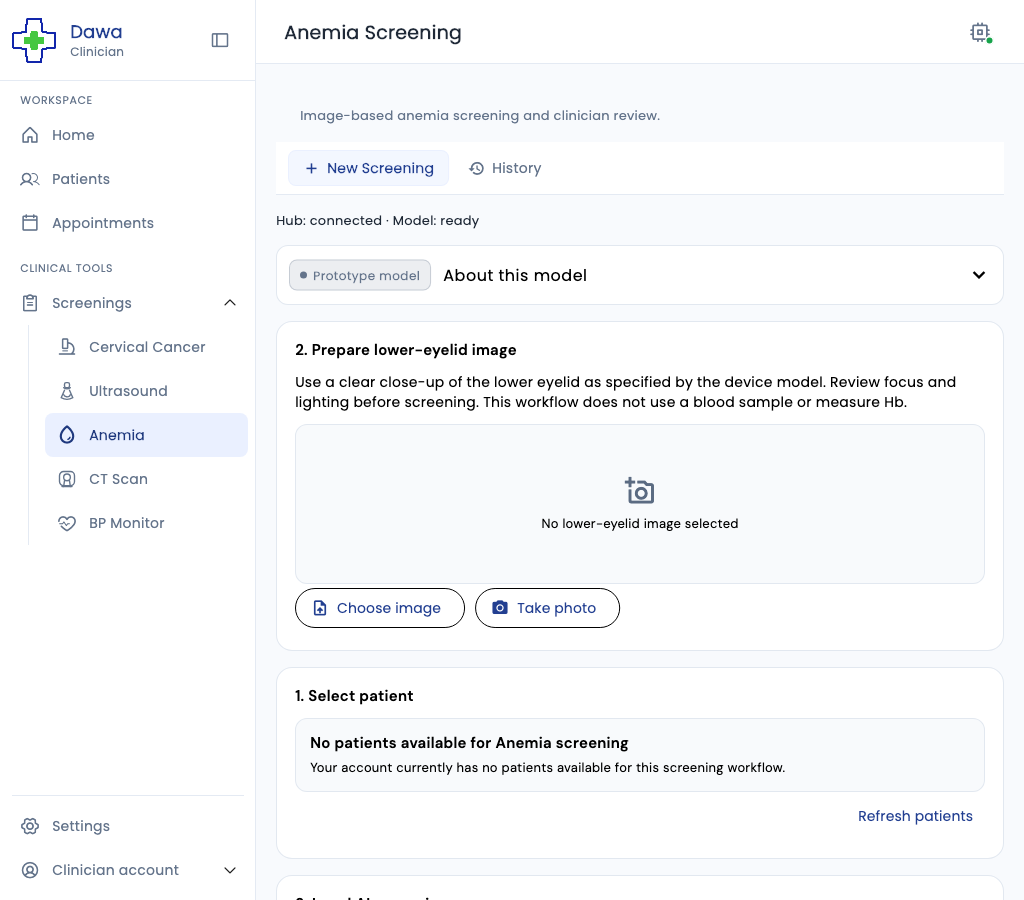 Dawa
Clinician
WORKSPACE
Home
Patients
Appointments
CLINICAL TOOLS
Screenings
Cervical Cancer
Ultrasound
Anemia
CT Scan
BP Monitor
Settings
Clinician account
Anemia Screening
Image-based anemia screening and clinician review.
New Screening
History
Hub: connected · Model: ready
Prototype model
About this model
2. Prepare lower-eyelid image
Use a clear close-up of the lower eyelid as specified by the device model. Review focus and
lighting before screening. This workflow does not use a blood sample or measure Hb.
No lower-eyelid image selected
Choose image
Take photo
1. Select patient
No patients available for Anemia screening
Your account currently has no patients available for this screening workflow.
Refresh patients